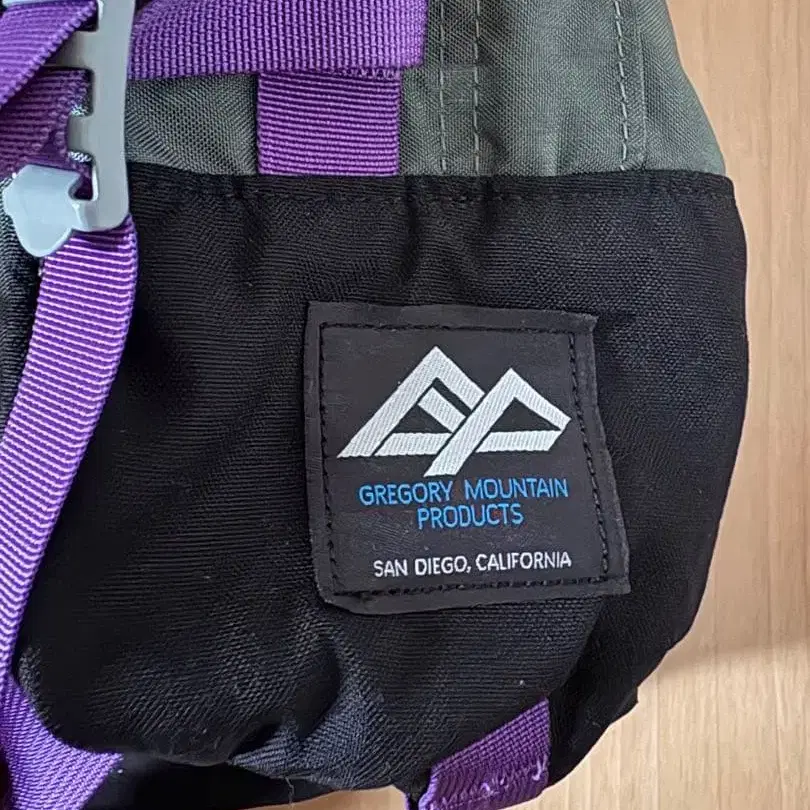 GREGORY MOUNTAIN
PRODUCTS
SAN DIEGO, CALIFORNIA